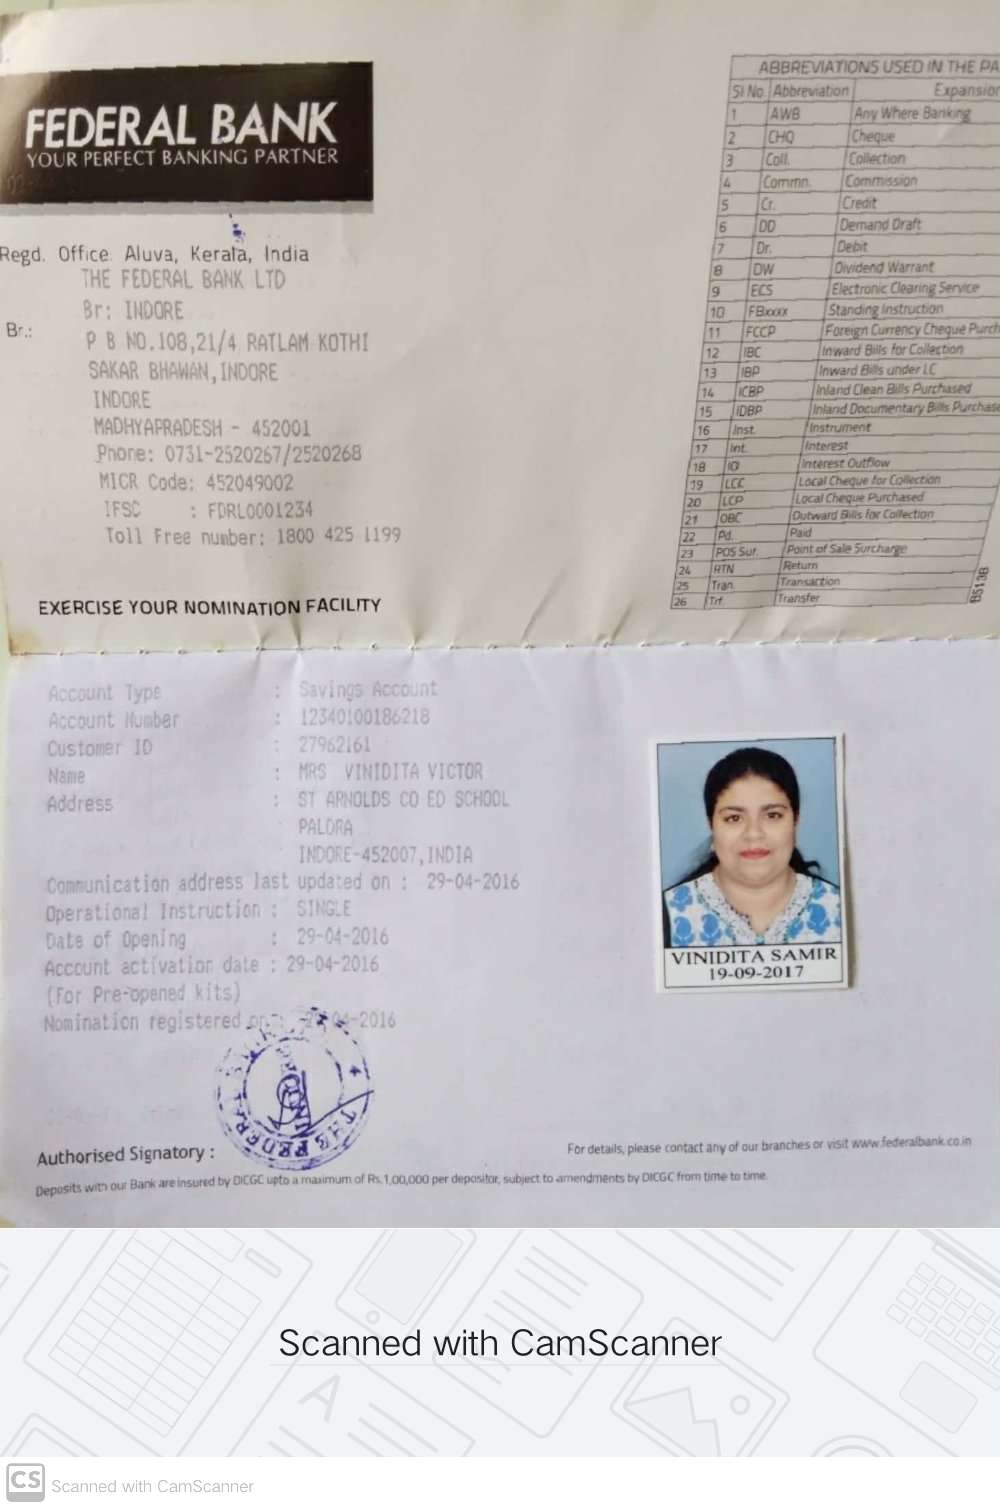 FEDERAL BANK
YOUR PERFECT BANKING PARTNER
Regd. Office: Aluva, Kerala, India
THE FEDERAL BANK LTD
Br.:
Br: INDORE
P B NO.108,21/4 RATLAM KOTHI
SAKAR BHAWAN,INDORE
INDORE
MADHYAPRADESH - 452001
Phone: 0731-2520267/2520268
MICR Code: 452049002
IFSC : FDRL0001234
Toll Free number: 1800 425 1199
EXERCISE YOUR NOMINATION FACILITY
ABBREVIATIONS USED IN THE PA
Sl No. Abbreviation Expansion
1 AWB Any Where Banking
2 CHQ Cheque
3 Coll. Collection
4 Commn. Commission
5 Cr. Credit
6 DD Demand Draft
7 Dr. Debit
8 DW Dividend Warrant
9 ECS Electronic Clearing Service
10 FBxxxx Standing Instruction
11 FCCP Foreign Currency Cheque Purch
12 IBC Inward Bills for Collection
13 IBP Inward Bills under LC
14 ICBP Inland Clean Bills Purchased
15 IDBP Inland Documentary Bills Purchase
16 Inst. Instrument
17 Int. Interest
18 IO Interest Outflow
19 LCC Local Cheque for Collection
20 LCP Local Cheque Purchased
21 OBC Outward Bills for Collection
22 Pd. Paid
23 POS Sur. Point of Sale Surcharge
24 RTN Return
25 Tran. Transaction
26 Trf. Transfer
B513B
Account Type : Savings Account
Account Number : 12340100186218
Customer ID : 27962161
Name : MRS VINIDITA VICTOR
Address : ST ARNOLDS CO ED SCHOOL
PALDRA
INDORE-452007,INDIA
Communication address last updated on : 29-04-2016
Operational Instruction : SINGLE
Date of Opening : 29-04-2016
Account activation date : 29-04-2016
(For Pre-opened kits)
Nomination registered on : -04-2016
VINIDITA SAMIR
19-09-2017
THE FEDERAL
Authorised Signatory :
For details, please contact any of our branches or visit www.federalbank.co.in
Deposits with our Bank are insured by DICGC upto a maximum of Rs.1,00,000 per depositor, subject to amendments by DICGC from time to time.
Scanned with CamScanner
CS Scanned with CamScanner